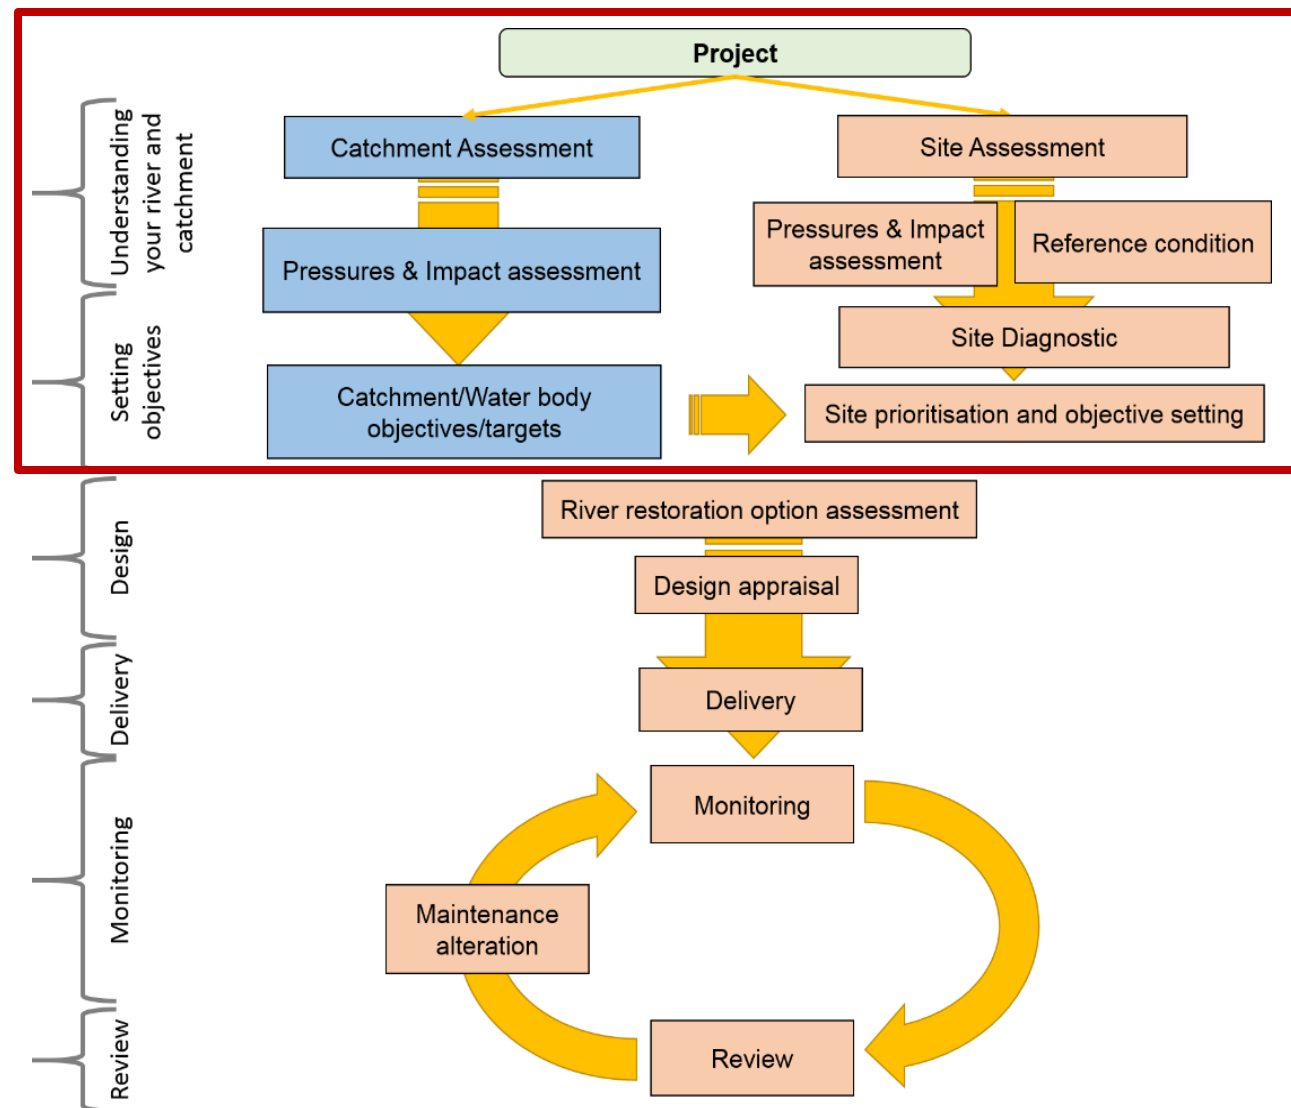 Project
Understanding
your river and
catchment
Catchment Assessment
Site Assessment
Pressures & Impact assessment
Pressures & Impact
assessment
Reference condition
Setting
objectives
Site Diagnostic
Catchment/Water body
objectives/targets
Site prioritisation and objective setting
Design
River restoration option assessment
Design appraisal
Delivery
Delivery
Monitoring
Monitoring
Maintenance
alteration
Review
Review